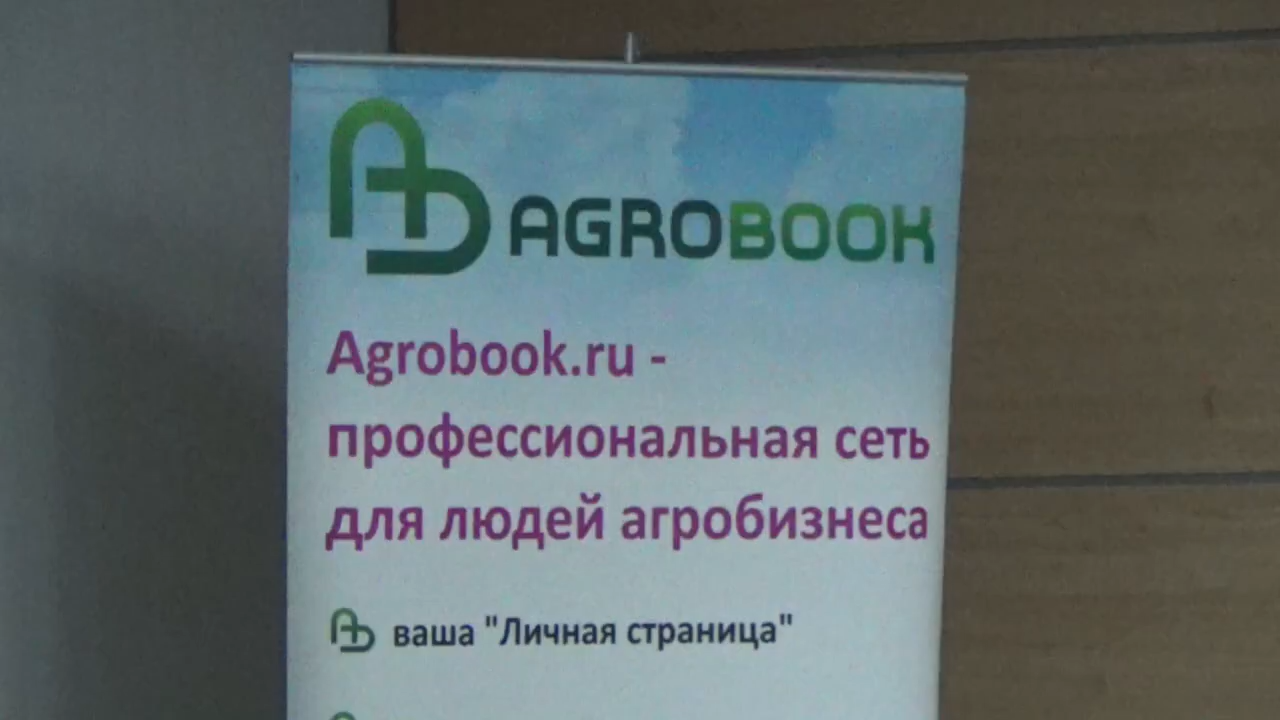 AGROBOOK
Agrobook.ru -
профессиональная сеть
для людей агробизнеса
ваша "Личная страница"